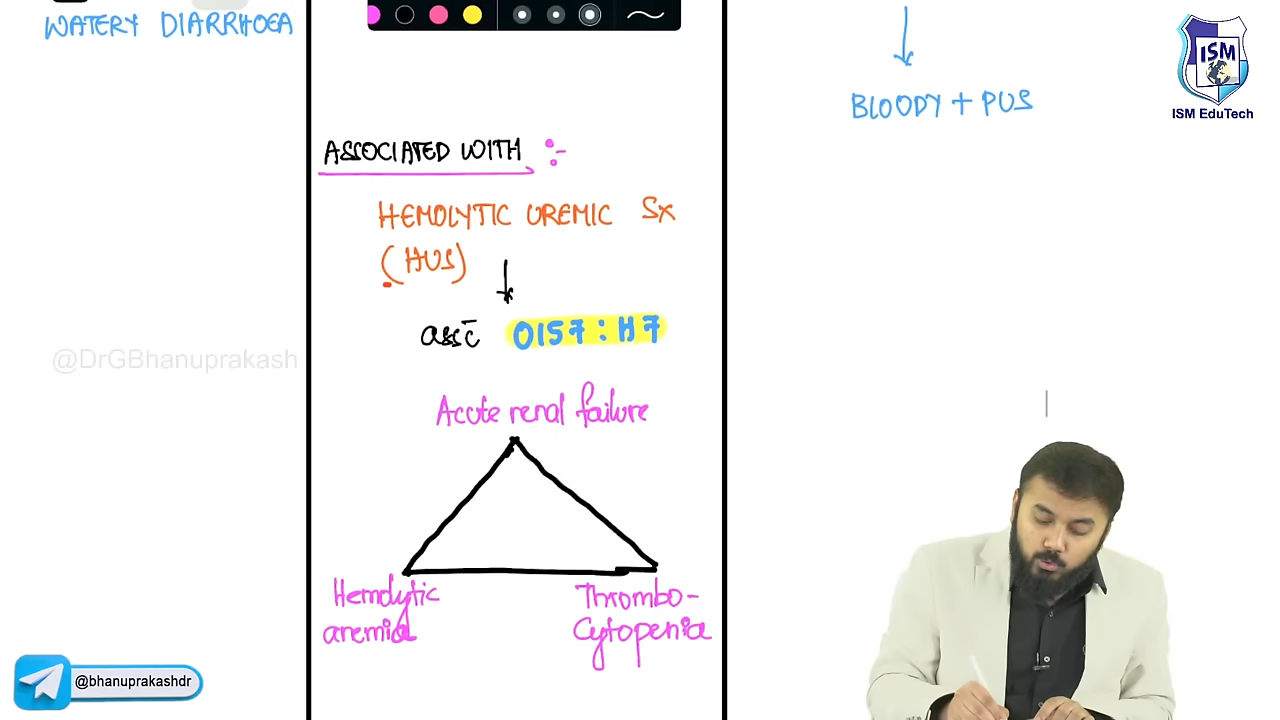 WATERY DIARRHOEA
ASSOCIATED WITH :-
HEMOLYTIC UREMIC Sx
(HUS)
assc̄ O157 : H7
Acute renal failure
Hemolytic
anemia
Thrombo-
Cytopenia
BLOODY + PUS
ISM
ISM EduTech
@DrGBhanuprakash
@bhanuprakashdr